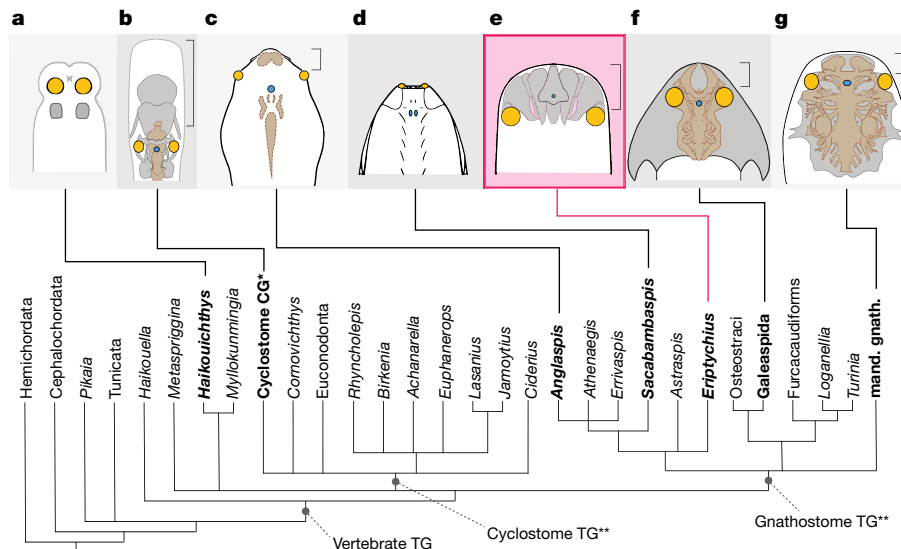 a
b
c
d
e
f
g
Hemichordata
Cephalochordata
Pikaia
Tunicata
Haikouella
Metaspriggina
Haikouichthys
Myllokunmingia
Cyclostome CG*
Cornovichthys
Euconodonta
Rhyncholepis
Birkenia
Achanarella
Euphanerops
Lasanius
Jamoytius
Ciderius
Anglaspis
Athenaegis
Errivaspis
Sacabambaspis
Astraspis
Eriptychius
Osteostraci
Galeaspida
Furcacaudiforms
Loganellia
Turinia
mand. gnath.
Vertebrate TG
Cyclostome TG**
Gnathostome TG**